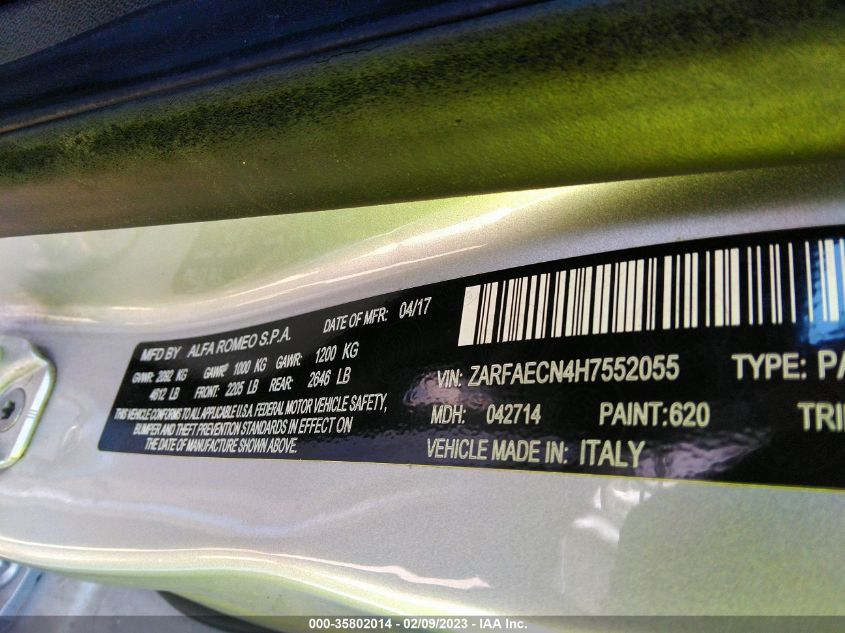 MFD BY ALFA ROMEO S.P.A. DATE OF MFR: 04/17
GVWR: 2092 KG GAWR 1000 KG GAWR: 1200 KG
4612 LB FRONT: 2205 LB REAR: 2646 LB
THIS VEHICLE CONFORMS TO ALL APPLICABLE U.S.A. FEDERAL MOTOR VEHICLE SAFETY,
BUMPER AND THEFT PREVENTION STANDARDS IN EFFECT ON
THE DATE OF MANUFACTURE SHOWN ABOVE.
VIN: ZARFAECN4H7552055 TYPE: PA
MDH: 042714 PAINT:620 TRI
VEHICLE MADE IN: ITALY
000-35802014 - 02/09/2023 - IAA Inc.